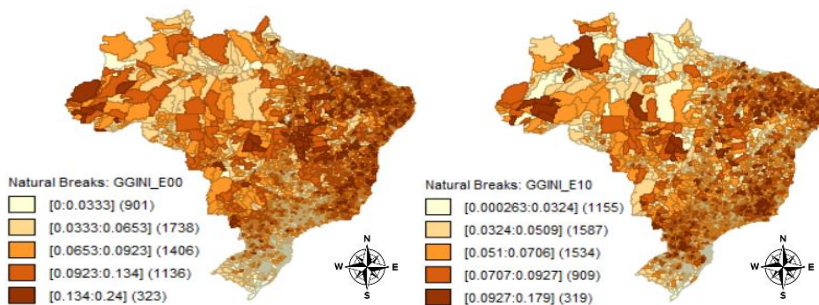 Natural Breaks: GGINI_E00
[0:0.0333] (901)
[0.0333:0.0653] (1738)
[0.0653:0.0923] (1406)
[0.0923:0.134] (1136)
[0.134:0.24] (323)
N
W E
S
Natural Breaks: GGINI_E10
[0.000263:0.0324] (1155)
[0.0324:0.0509] (1587)
[0.051:0.0706] (1534)
[0.0707:0.0927] (909)
[0.0927:0.179] (319)
N
W E
S